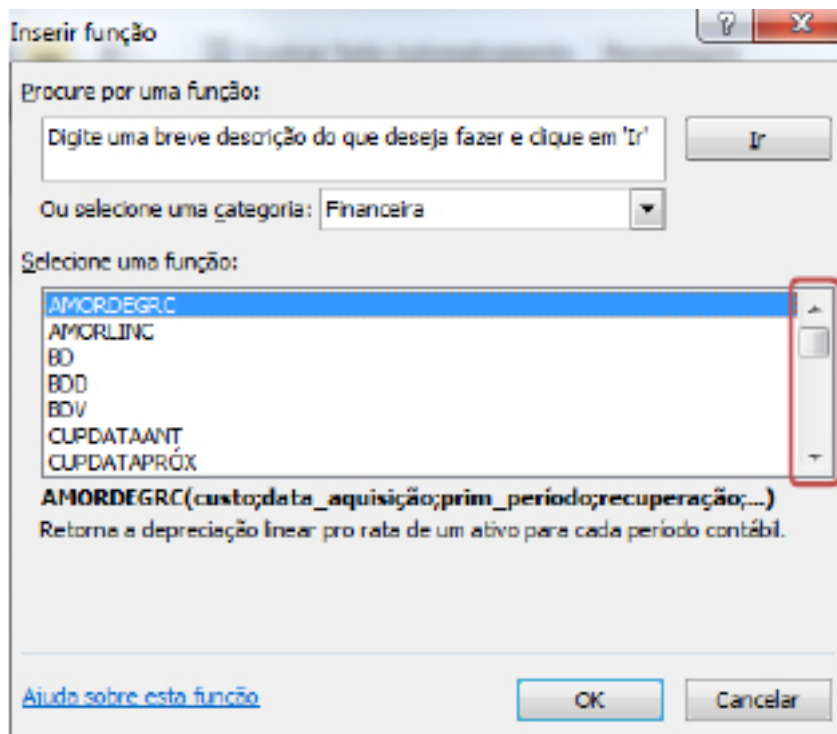 Inserir função
Procure por uma função:
Digite uma breve descrição do que deseja fazer e clique em 'Ir'
Ir
Ou selecione uma categoria: Financeira
Selecione uma função:
AMORDEGRC
AMORLINC
BD
BDD
BDV
CUPDATAANT
CUPDATAPRÓX
AMORDEGRC(custo;data_aquisição;prim_período;recuperação;...)
Retorna a depreciação linear pro rata de um ativo para cada período contábil.
Ajuda sobre esta função
OK
Cancelar